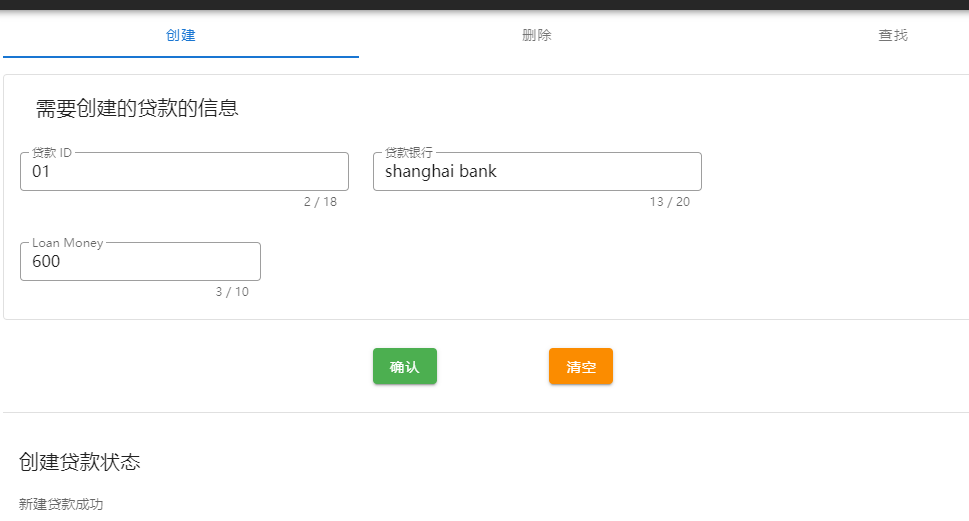 创建 删除 查找
需要创建的贷款的信息
贷款 ID 贷款银行
01 shanghai bank
2 / 18 13 / 20
Loan Money
600
3 / 10
确认 清空
创建贷款状态
新建贷款成功